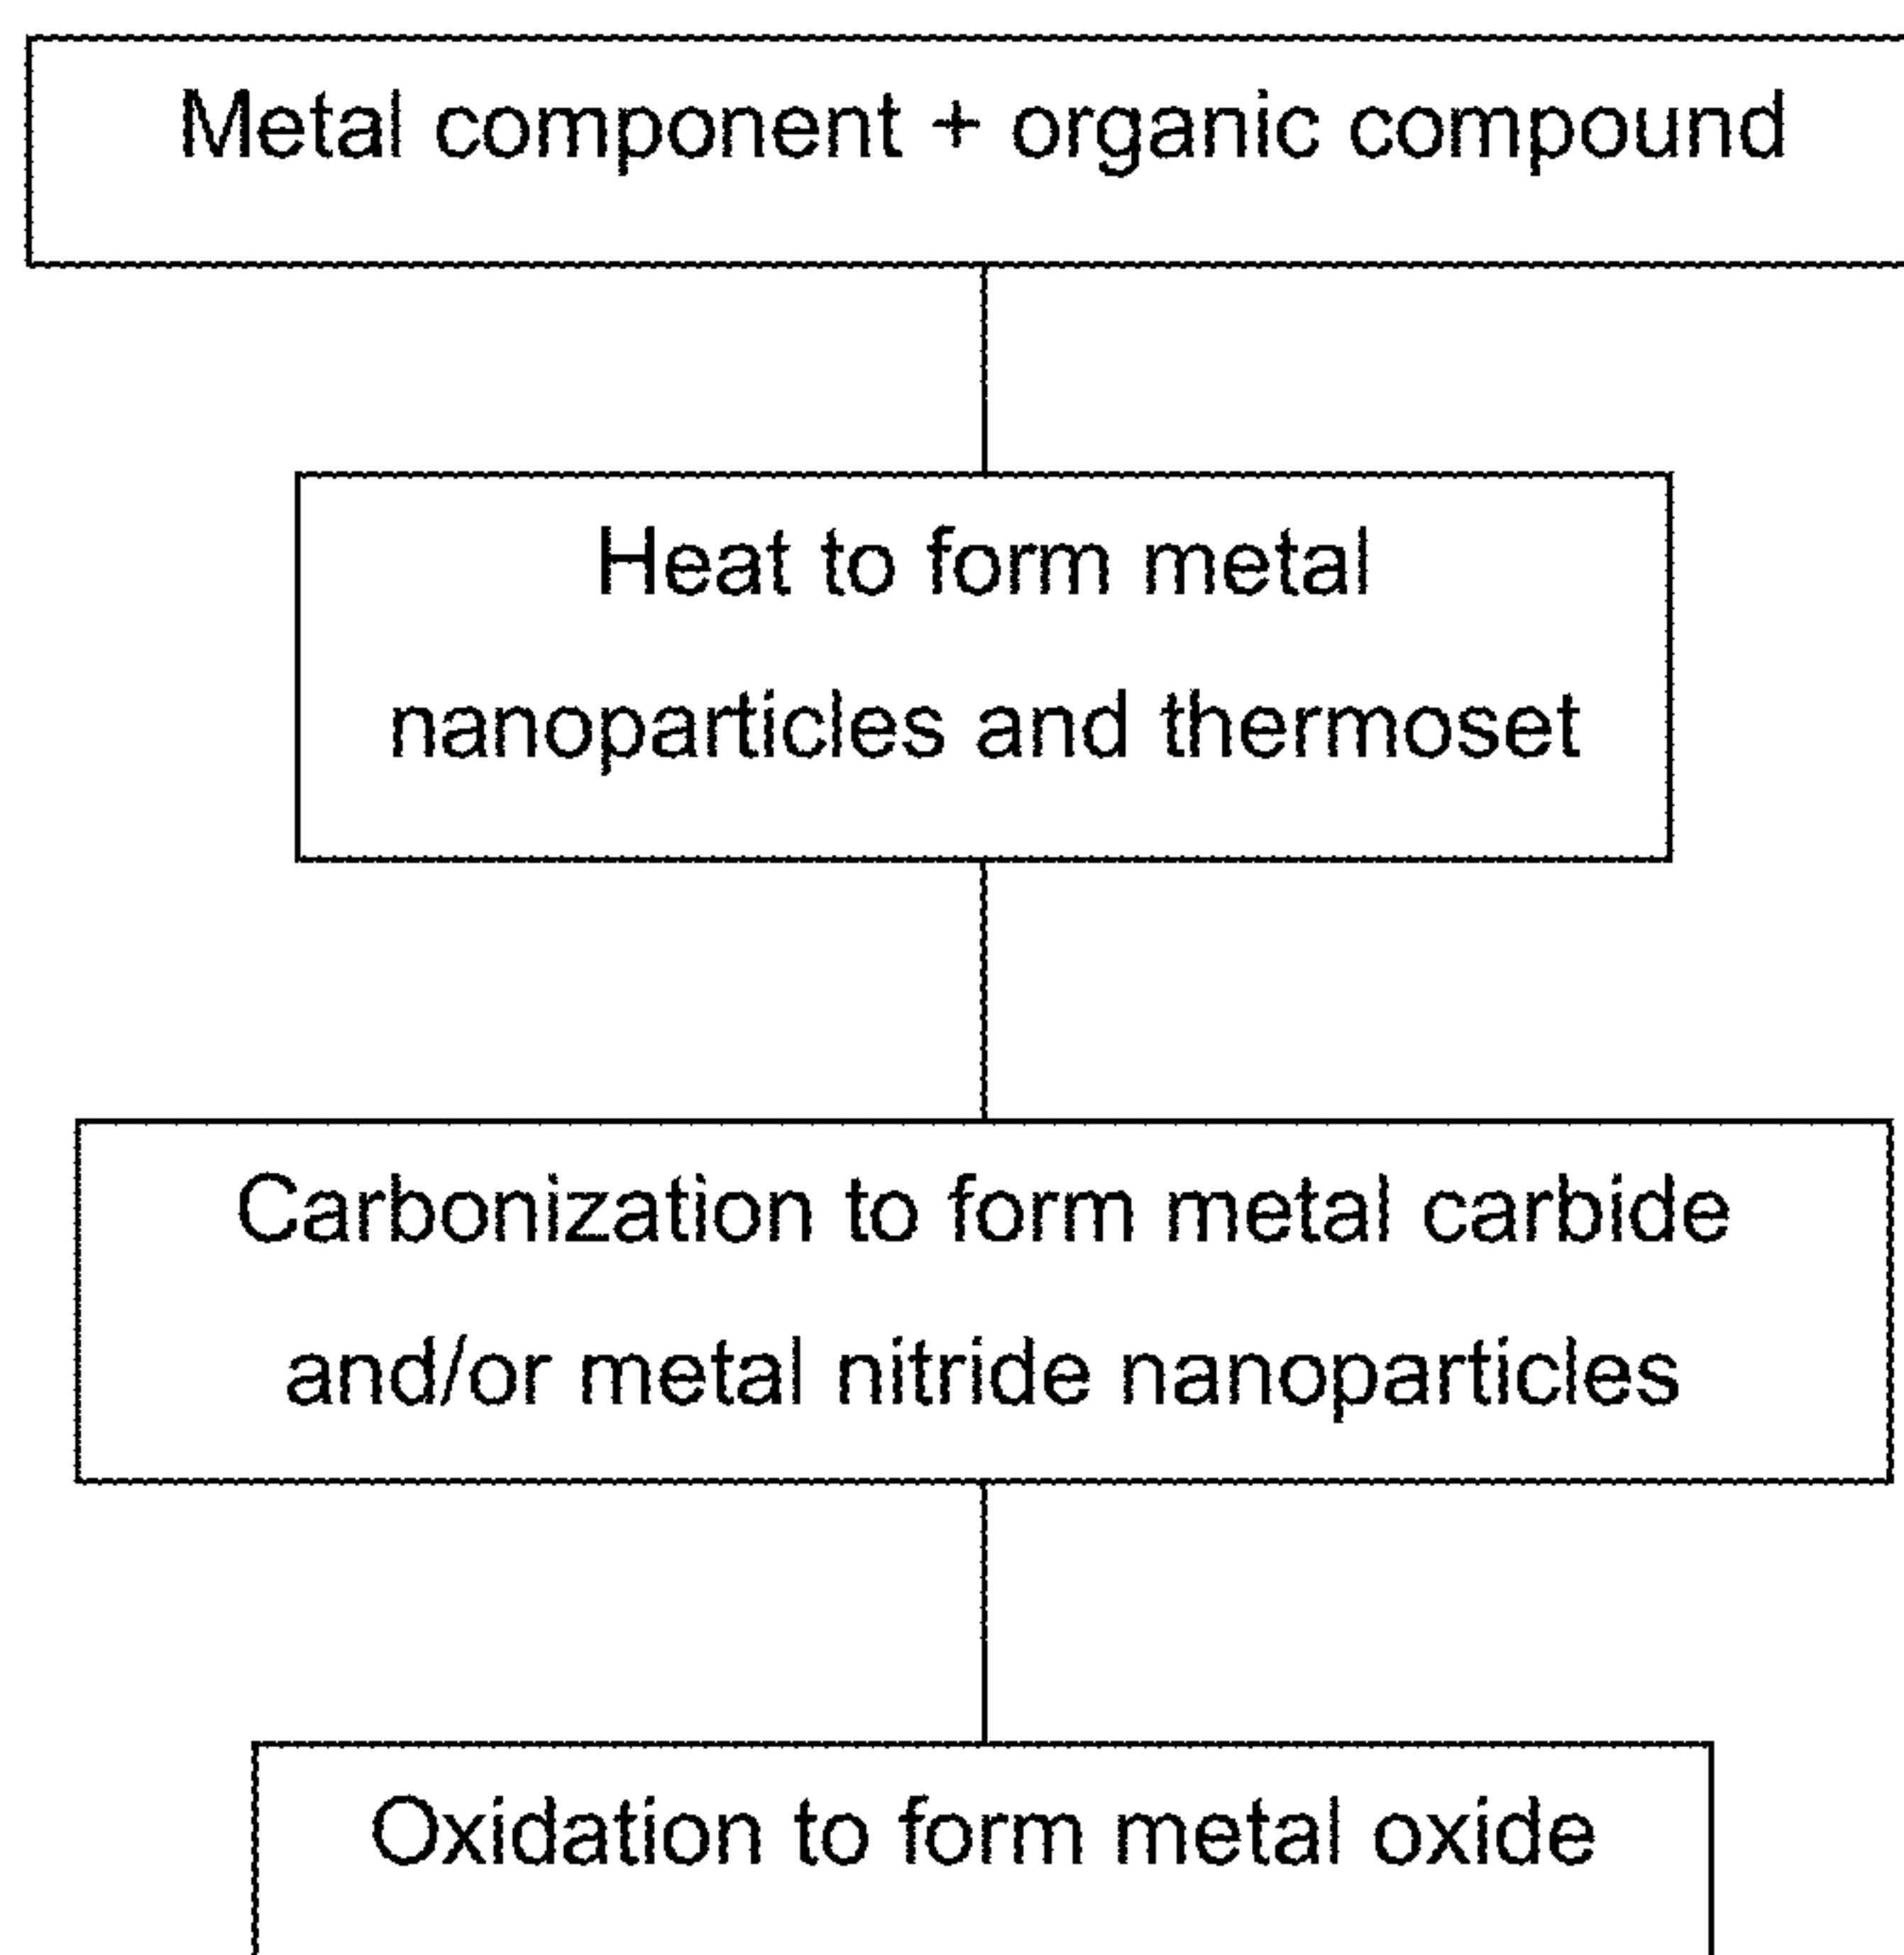 Metal component + organic compound
Heat to form metal
nanoparticles and thermoset
Carbonization to form metal carbide
and/or metal nitride nanoparticles
Oxidation to form metal oxide